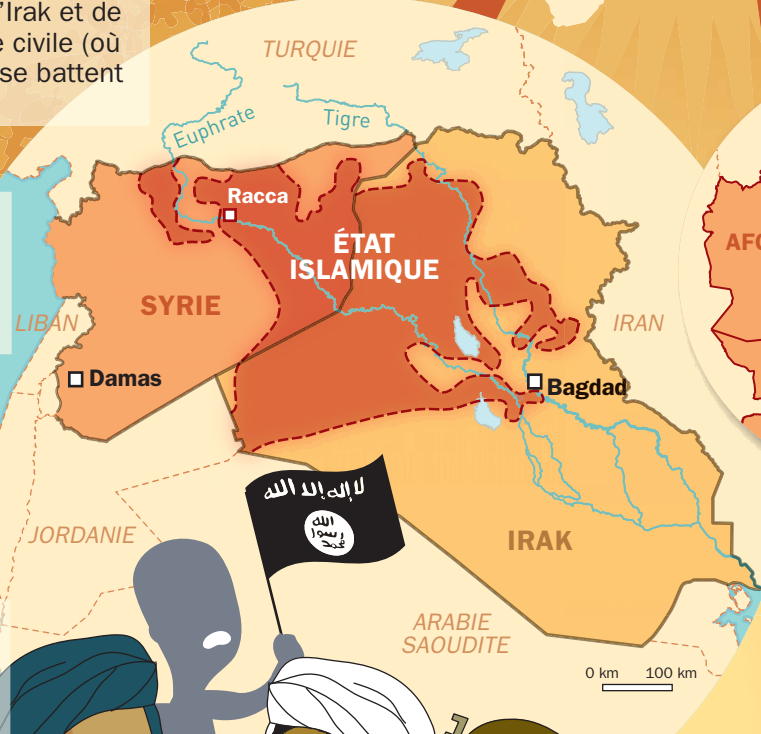 'Irak et de
e civile (où
se battent
TURQUIE
Euphrate
Tigre
Racca
ÉTAT
ISLAMIQUE
SYRIE
AFG
LIBAN
IRAN
Damas
Bagdad
لا إله إلا الله
الله
رسول
محمد
JORDANIE
IRAK
ARABIE
SAOUDITE
0 km 100 km